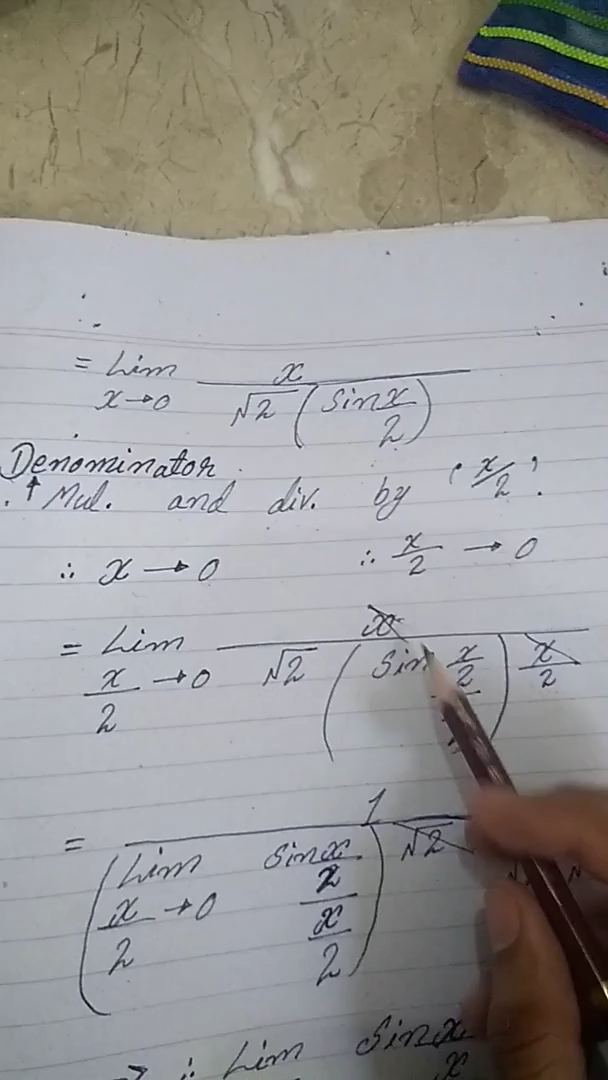 = Lim x
x→0 √2 (Sin x/2)
Denominator
↑ Mul. and div. by 'x/2'.
∴ x → 0 ∴ x/2 → 0
= Lim x
x/2 → 0 √2 (Sin x/2) x/2
= 1
(Lim Sin x/2) √2
x/2 → 0 x/2
→ ∴ Lim Sin x
x